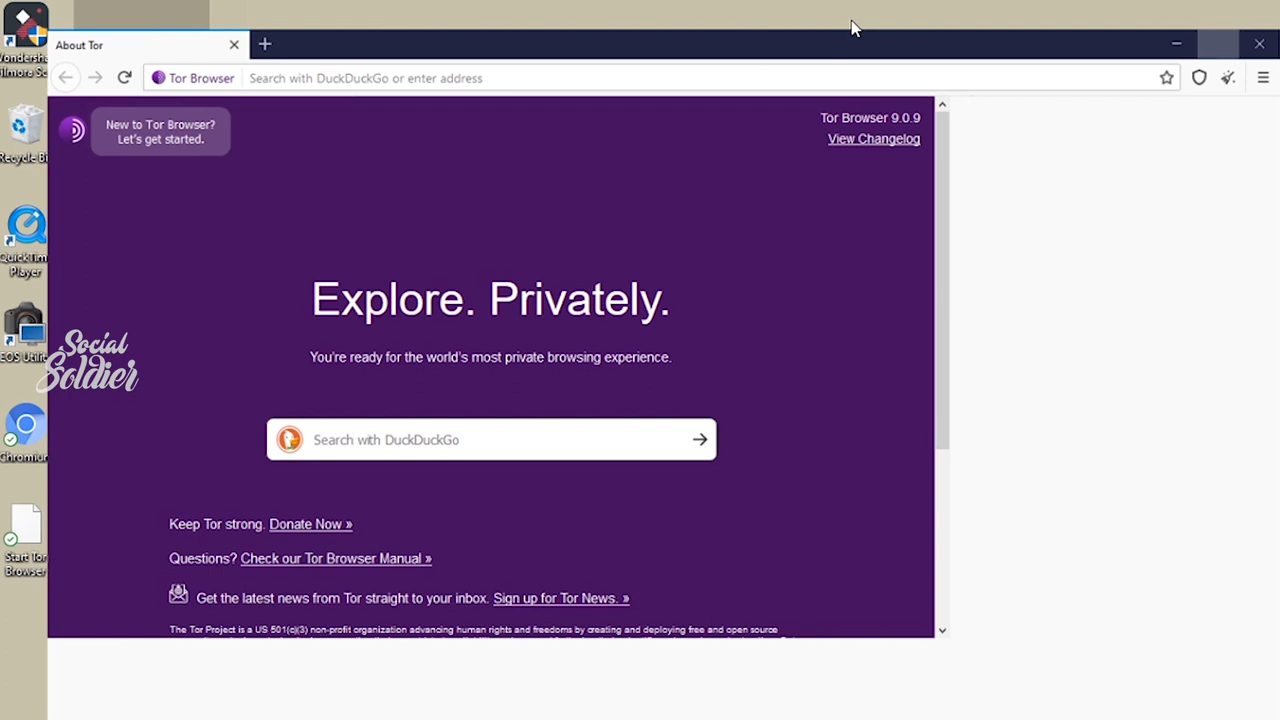 Wondersha
Filmore Sc
Recycle Bi
QuickTim
Player
EOS Utilit
Chromium
Start Tor
Browser
About Tor
Tor Browser
Search with DuckDuckGo or enter address
New to Tor Browser?
Let's get started.
Tor Browser 9.0.9
View Changelog
Explore. Privately.
You're ready for the world's most private browsing experience.
Social
Soldier
Search with DuckDuckGo
Keep Tor strong. Donate Now »
Questions? Check our Tor Browser Manual »
Get the latest news from Tor straight to your inbox. Sign up for Tor News. »
The Tor Project is a US 501(c)(3) non-profit organization advancing human rights and freedoms by creating and deploying free and open source